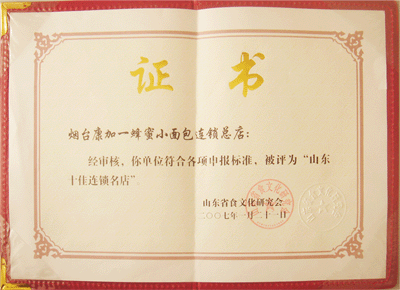 证 书
烟台康加一蜂蜜小面包连锁总店：
经审核，你单位符合各项申报标准，被评为“山东
十佳连锁名店”。
山东省食文化研究会
二〇〇七年一月二十一日